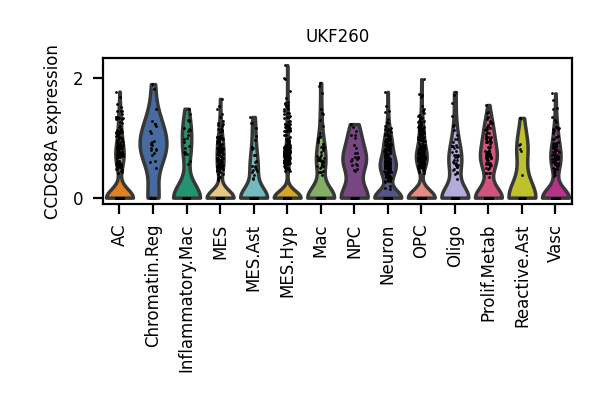 UKF260
CCDC88A expression
2
0
AC
Chromatin.Reg
Inflammatory.Mac
MES
MES.Ast
MES.Hyp
Mac
NPC
Neuron
OPC
Oligo
Prolif.Metab
Reactive.Ast
Vasc